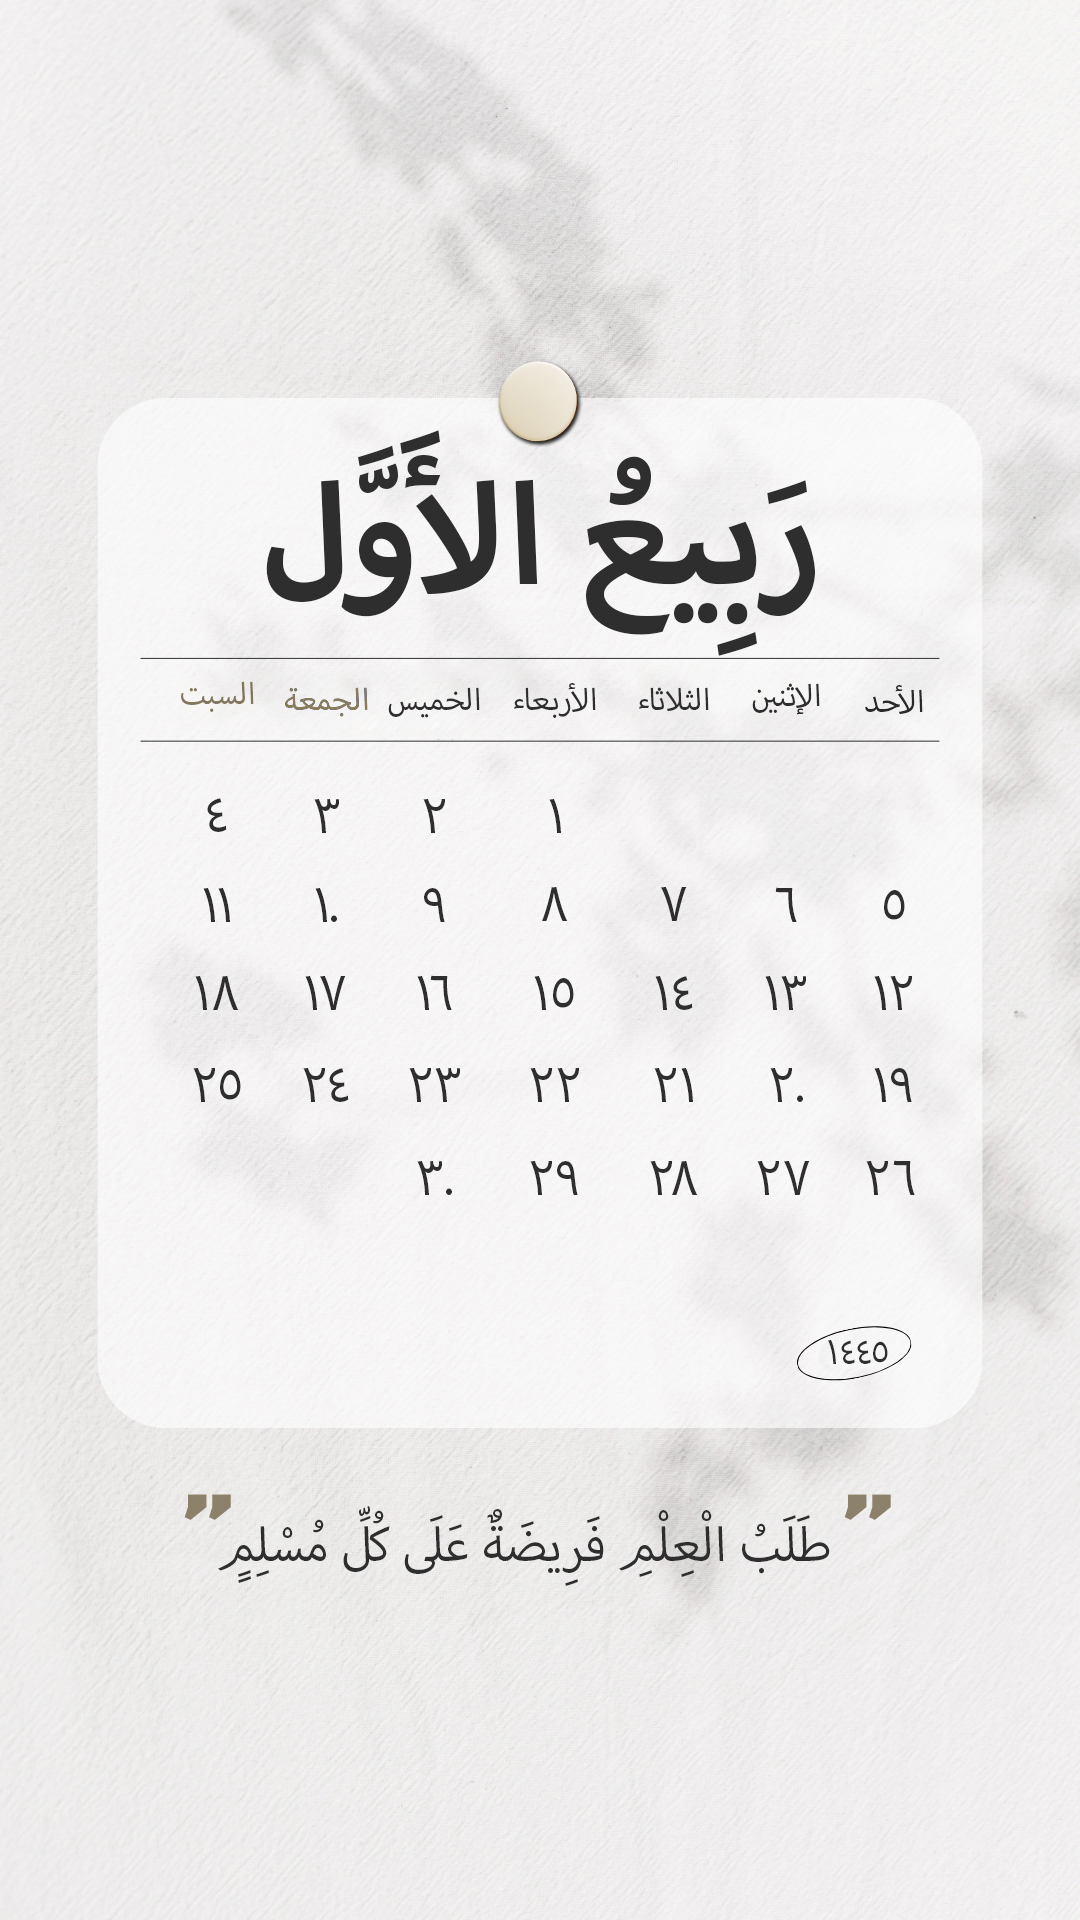 رَبِيعُ الأَوَّل
الأحد الإثنين الثلاثاء الأربعاء الخميس الجمعة السبت
١ ٢ ٣ ٤
٥ ٦ ٧ ٨ ٩ ١٠ ١١
١٢ ١٣ ١٤ ١٥ ١٦ ١٧ ١٨
١٩ ٢٠ ٢١ ٢٢ ٢٣ ٢٤ ٢٥
٢٦ ٢٧ ٢٨ ٢٩ ٣٠
١٤٤٥
" طَلَبُ الْعِلْمِ فَرِيضَةٌ عَلَى كُلِّ مُسْلِمٍ "